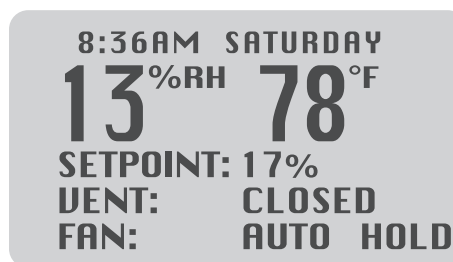 8:36AM SATURDAY
13%RH 78°F
SETPOINT: 17%
VENT: CLOSED
FAN: AUTO HOLD